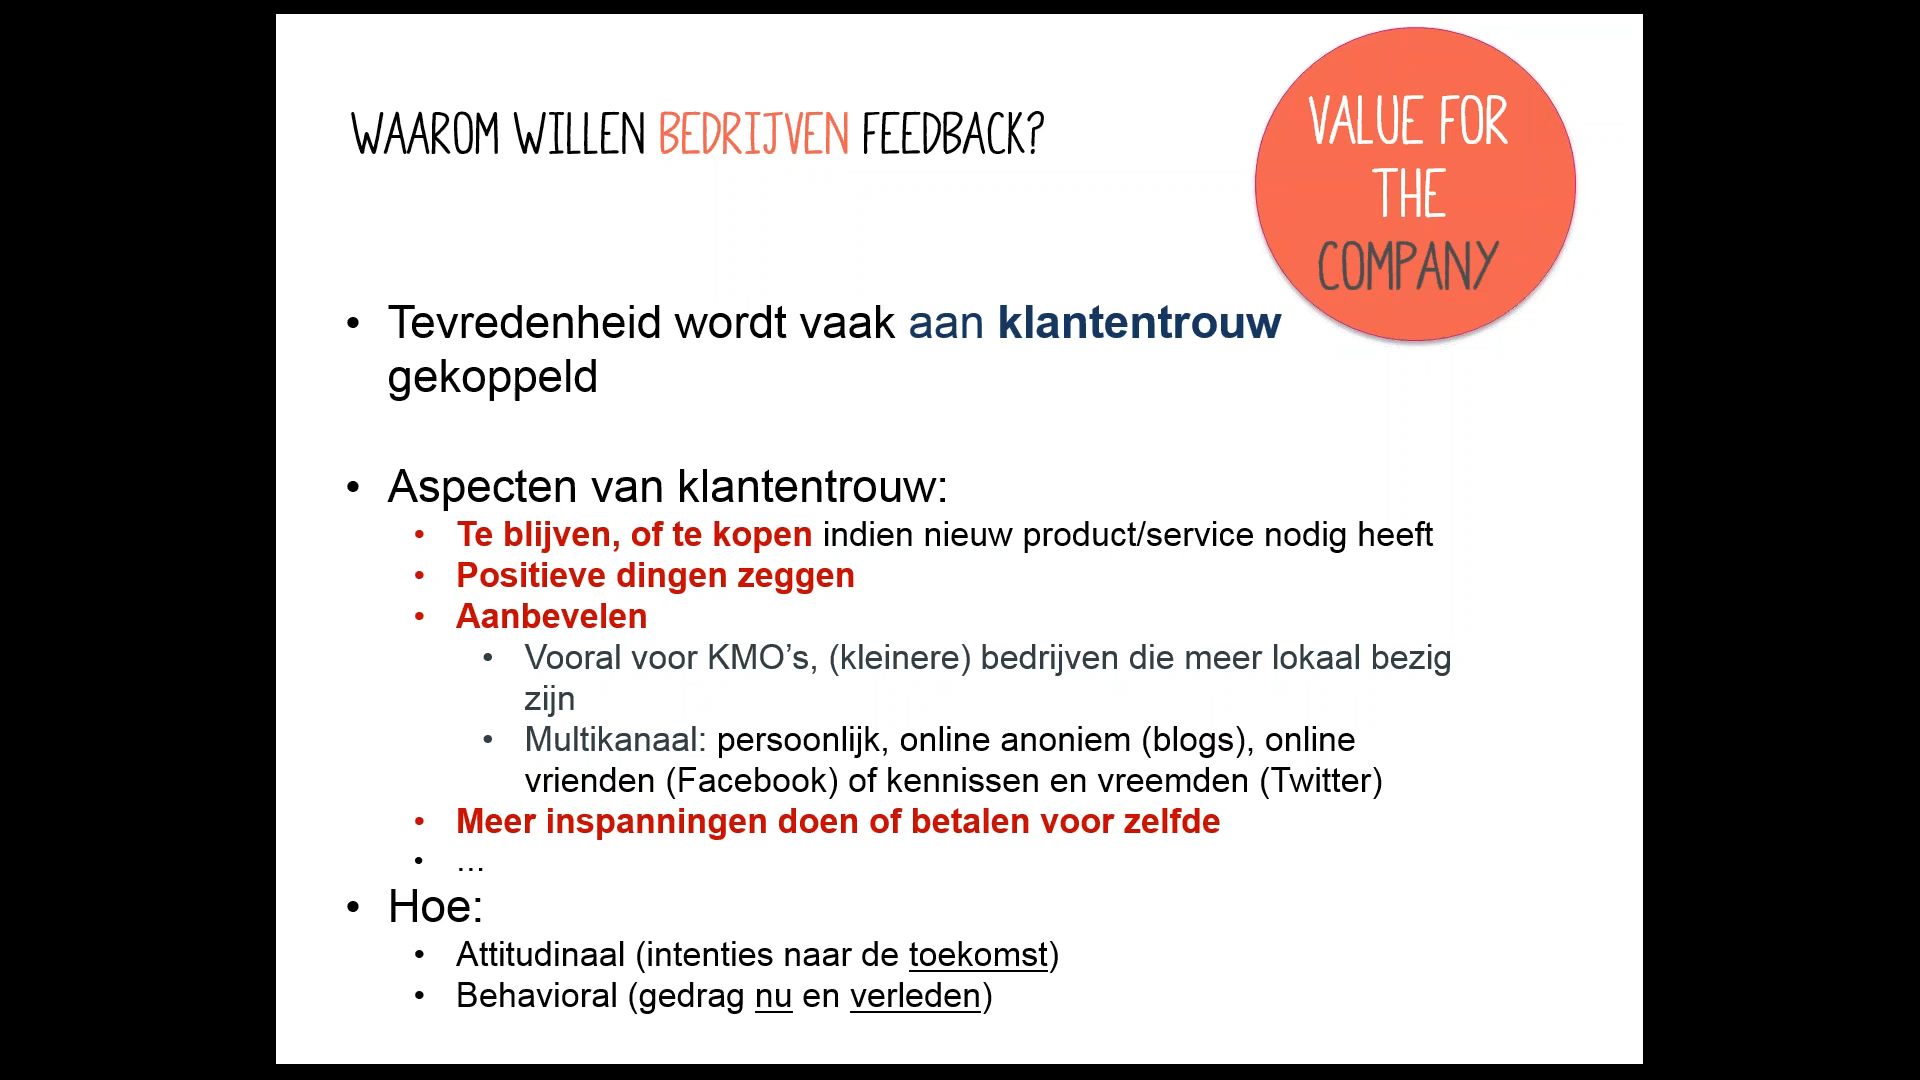 WAAROM WILLEN BEDRIJVEN FEEDBACK?
VALUE FOR
THE
COMPANY
• Tevredenheid wordt vaak aan klantentrouw
gekoppeld
• Aspecten van klantentrouw:
• Te blijven, of te kopen indien nieuw product/service nodig heeft
• Positieve dingen zeggen
• Aanbevelen
• Vooral voor KMO’s, (kleinere) bedrijven die meer lokaal bezig
zijn
• Multikanaal: persoonlijk, online anoniem (blogs), online
vrienden (Facebook) of kennissen en vreemden (Twitter)
• Meer inspanningen doen of betalen voor zelfde
• ...
• Hoe:
• Attitudinaal (intenties naar de toekomst)
• Behavioral (gedrag nu en verleden)